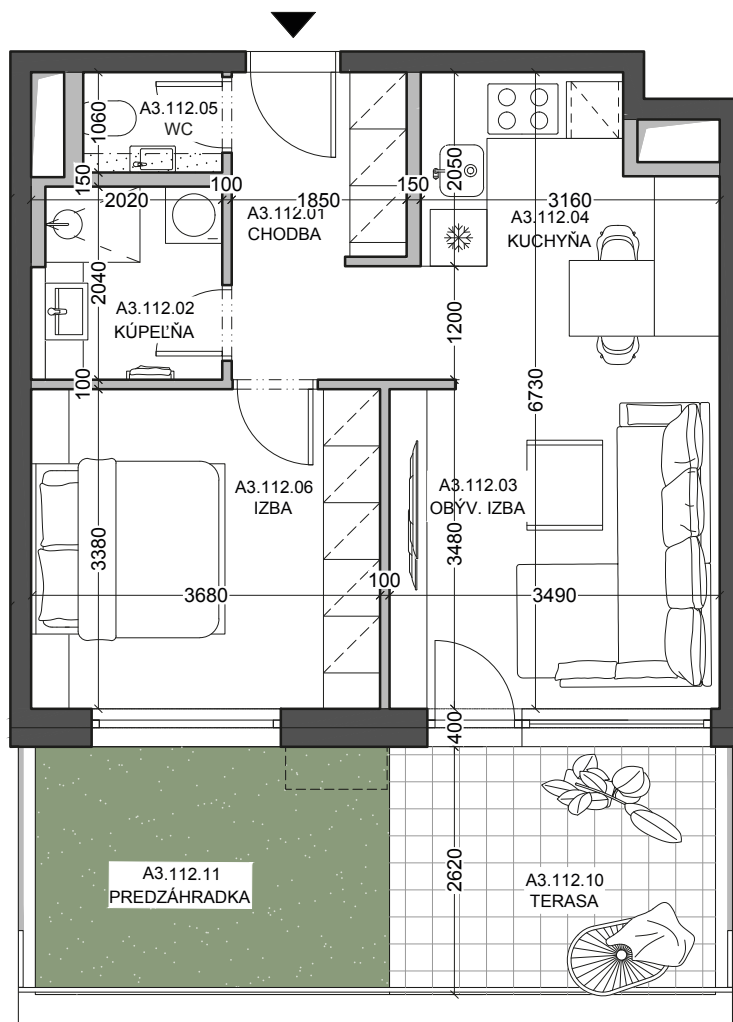 A3.112.05
WC
1060
150
100
2020
1850
150
2050
3160
A3.112.01
CHODBA
A3.112.04
KUCHYŇA
2040
A3.112.02
KÚPEĽŇA
1200
100
6730
A3.112.06
IZBA
A3.112.03
OBÝV. IZBA
3380
3480
100
3680
3490
400
2620
A3.112.11
PREDZÁHRADKA
A3.112.10
TERASA